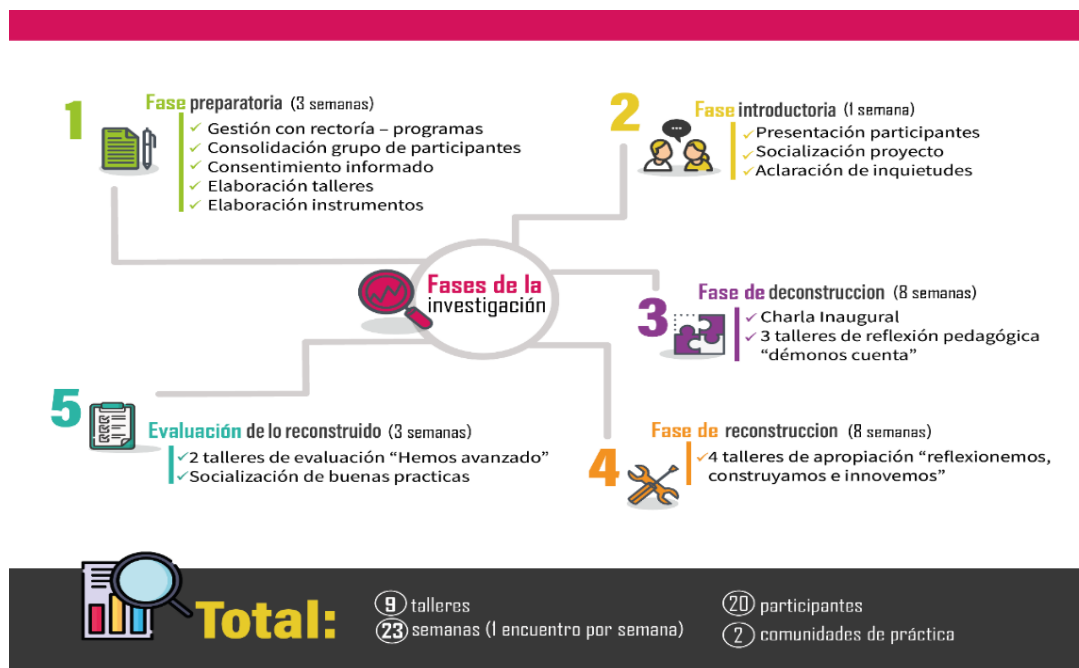 1
Fase preparatoria (3 semanas)
✓ Gestión con rectoría – programas
✓ Consolidación grupo de participantes
✓ Consentimiento informado
✓ Elaboración talleres
✓ Elaboración instrumentos
2
Fase introductoria (1 semana)
✓ Presentación participantes
✓ Socialización proyecto
✓ Aclaración de inquietudes
Fases de la
investigación
3
Fase de deconstruccion (8 semanas)
✓ Charla Inaugural
✓ 3 talleres de reflexión pedagógica
"démonos cuenta"
4
Fase de reconstruccion (8 semanas)
✓ 4 talleres de apropiación "reflexionemos,
construyamos e innovemos"
5
Evaluación de lo reconstruido (3 semanas)
✓ 2 talleres de evaluación "Hemos avanzado"
✓ Socialización de buenas practicas
Total:
9 talleres
23 semanas (1 encuentro por semana)
20 participantes
2 comunidades de práctica